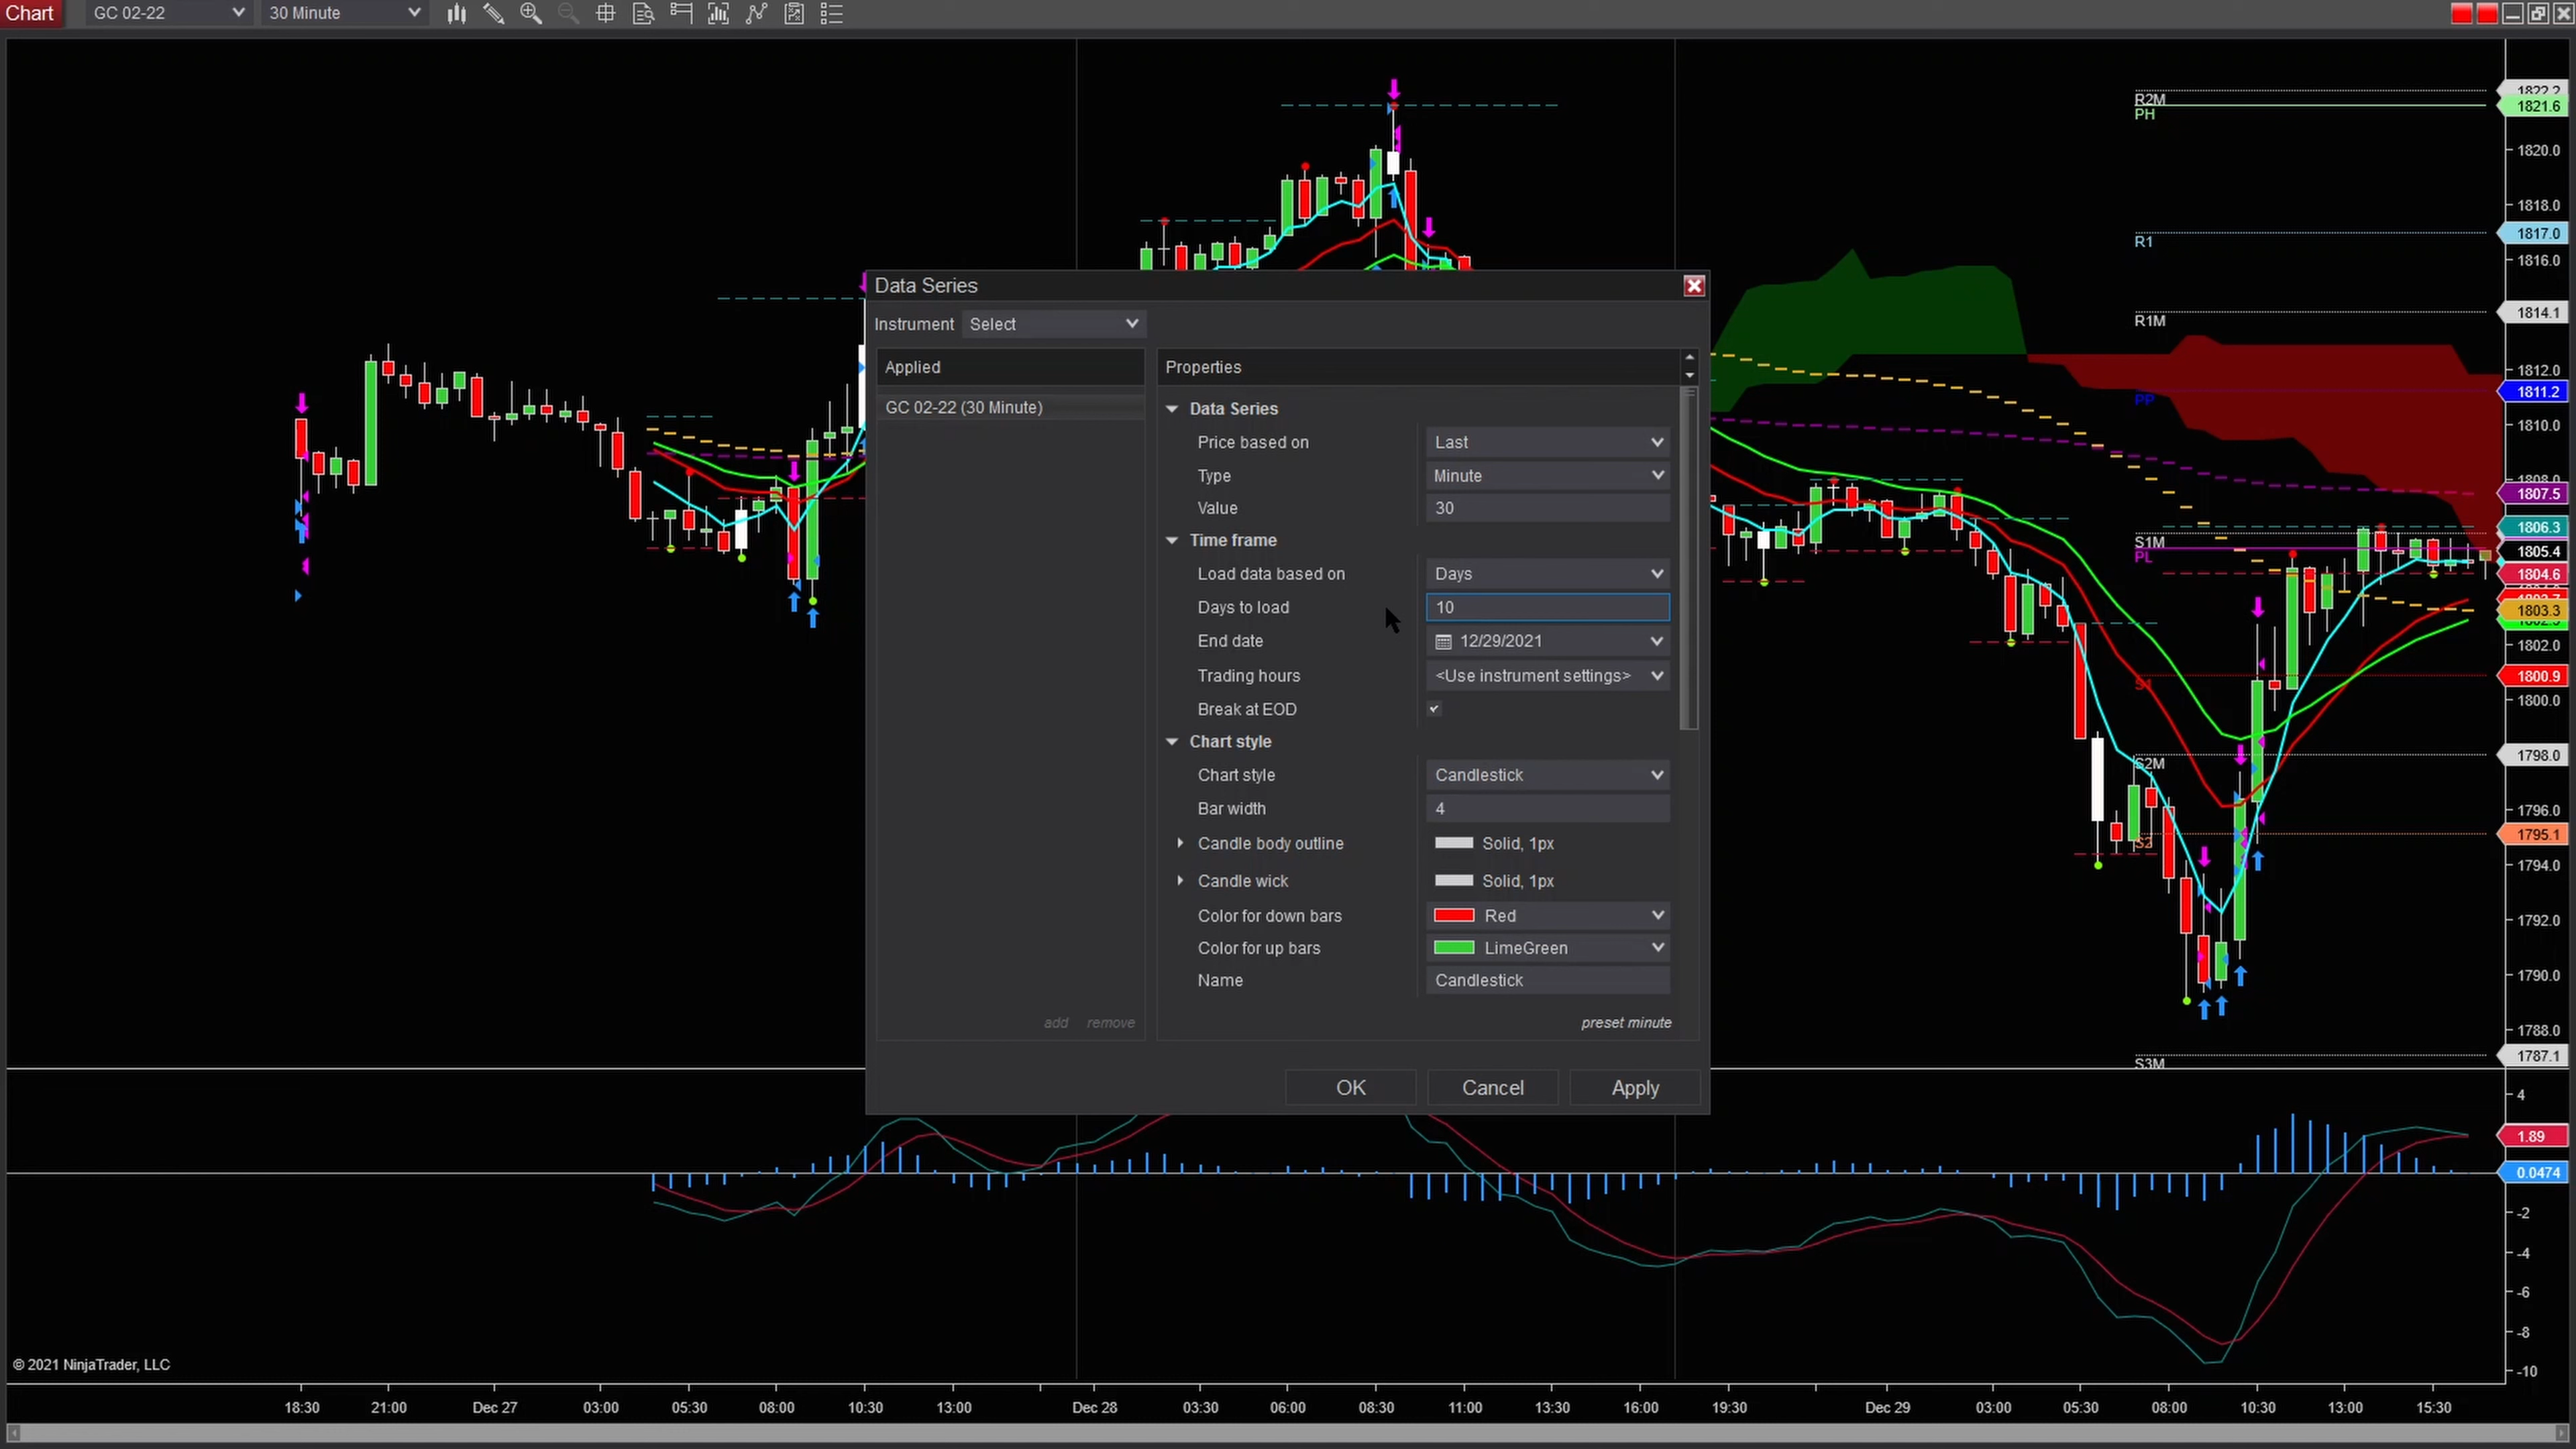 Chart GC 02-22 30 Minute
R2M
PH
R1
R1M
PP
S1M
PL
S1
S2M
S2
S3M
1822.2
1821.6
1820.0
1818.0
1817.0
1816.0
1814.1
1812.0
1811.2
1810.0
1808.0
1807.5
1806.3
1805.4
1804.6
1803.3
1802.0
1800.9
1800.0
1798.0
1796.0
1795.1
1794.0
1792.0
1790.0
1788.0
1787.1
Data Series
Instrument Select
Applied
GC 02-22 (30 Minute)
add remove
Properties
Data Series
Price based on Last
Type Minute
Value 30
Time frame
Load data based on Days
Days to load 10
End date 12/29/2021
Trading hours <Use instrument settings>
Break at EOD
Chart style
Chart style Candlestick
Bar width 4
Candle body outline Solid, 1px
Candle wick Solid, 1px
Color for down bars Red
Color for up bars LimeGreen
Name Candlestick
preset minute
OK Cancel Apply
4
1.89
0.0474
-2
-4
-6
-8
-10
© 2021 NinjaTrader, LLC
18:30 21:00 Dec 27 03:00 05:30 08:00 10:30 13:00 Dec 28 03:30 06:00 08:30 11:00 13:30 16:00 19:30 Dec 29 03:00 05:30 08:00 10:30 13:00 15:30